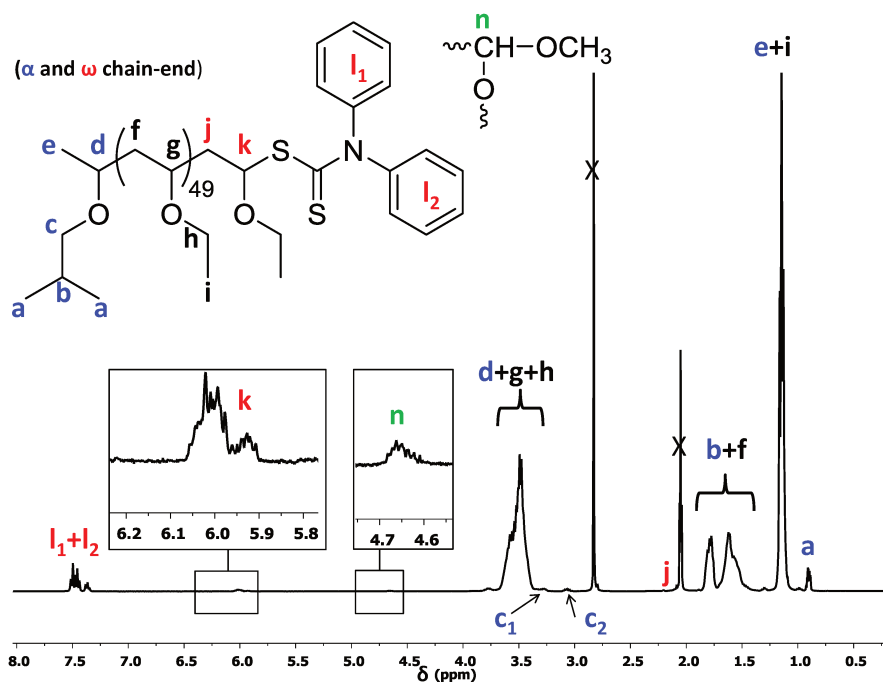 n
CH–OCH3
O
(α and ω chain-end)
l1
e+i
f
j
e
d
g
k
S
N
49
X
O
O
O
S
l2
c
h
b
i
a
a
d+g+h
k
n
b+f
X
6.2 6.1 6.0 5.9 5.8
4.7 4.6
l1+l2
j
a
c1
c2
8.0 7.5 7.0 6.5 6.0 5.5 5.0 4.5 4.0 3.5 3.0 2.5 2.0 1.5 1.0 0.5
δ (ppm)